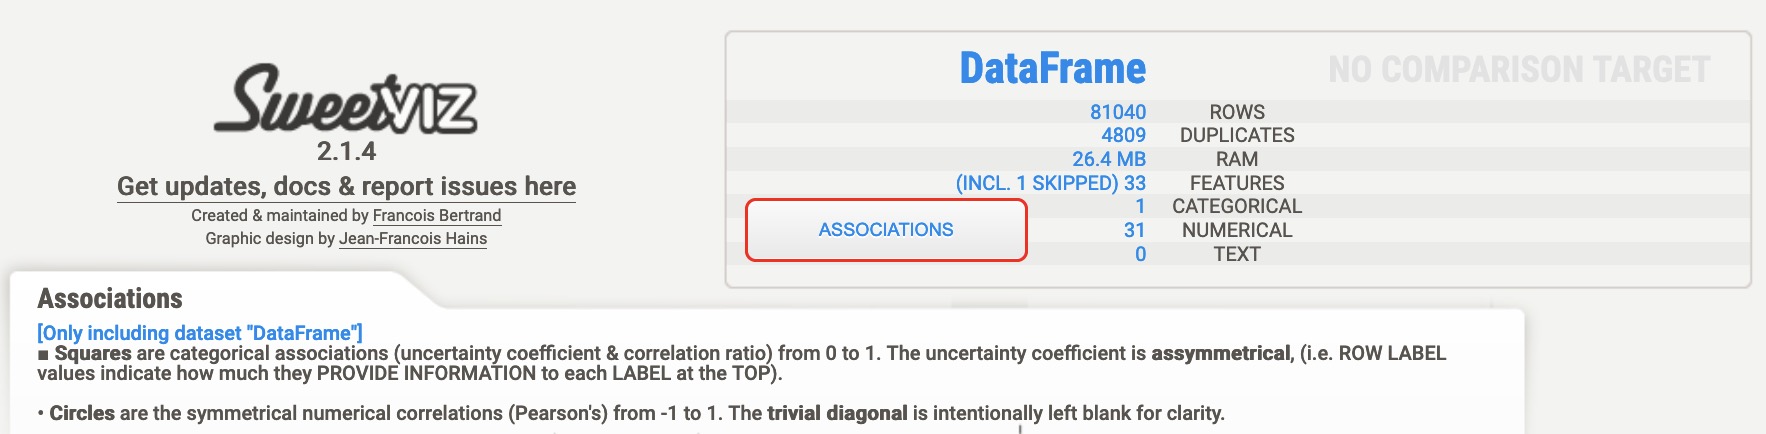 SweetVIZ
2.1.4
Get updates, docs & report issues here
Created & maintained by Francois Bertrand
Graphic design by Jean-Francois Hains
DataFrame
NO COMPARISON TARGET
81040 ROWS
4809 DUPLICATES
26.4 MB RAM
(INCL. 1 SKIPPED) 33 FEATURES
1 CATEGORICAL
ASSOCIATIONS
31 NUMERICAL
0 TEXT
Associations
[Only including dataset "DataFrame"]
■ Squares are categorical associations (uncertainty coefficient & correlation ratio) from 0 to 1. The uncertainty coefficient is assymmetrical, (i.e. ROW LABEL
values indicate how much they PROVIDE INFORMATION to each LABEL at the TOP).
• Circles are the symmetrical numerical correlations (Pearson's) from -1 to 1. The trivial diagonal is intentionally left blank for clarity.